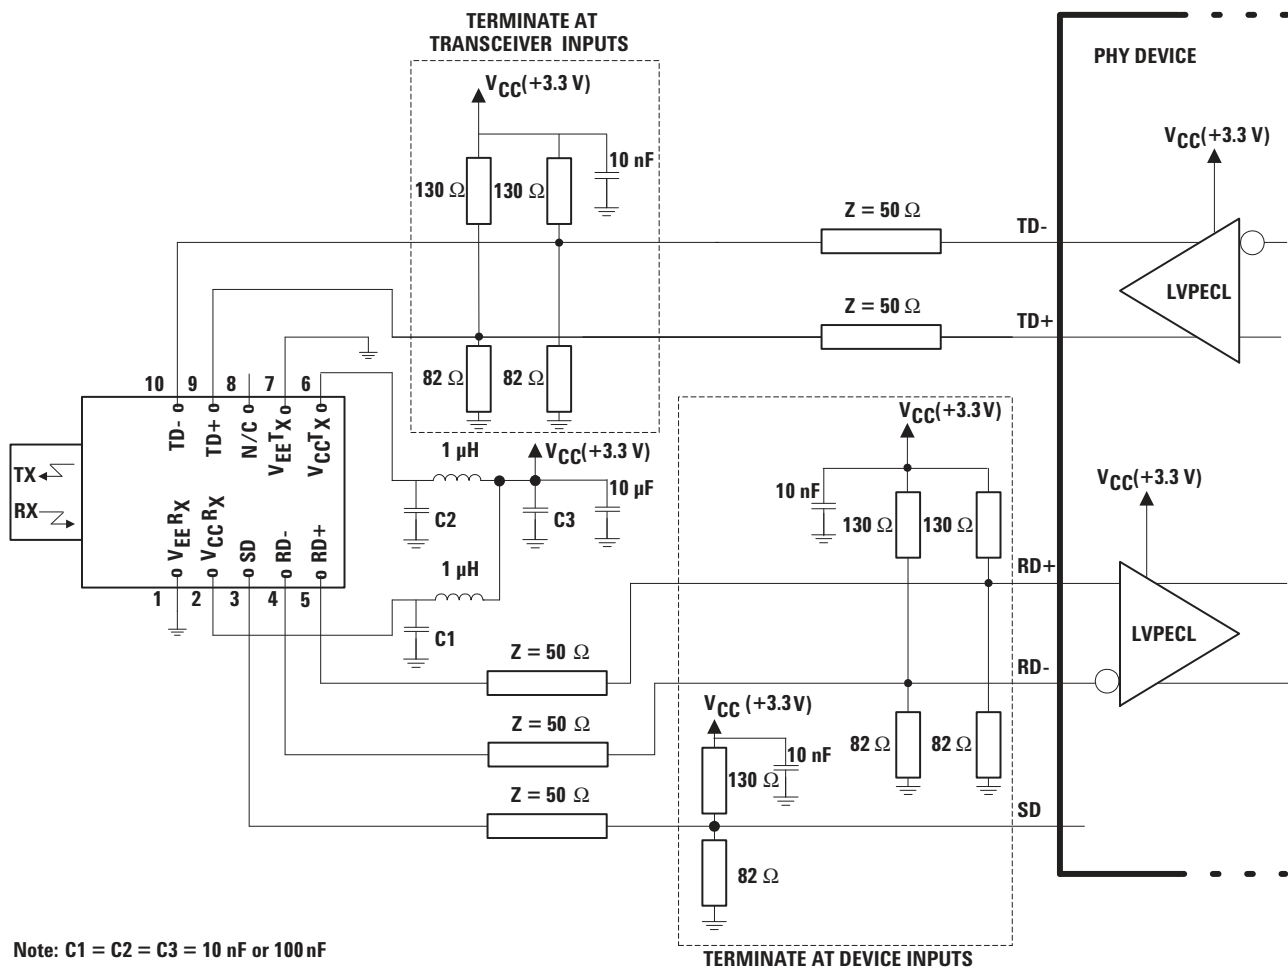 TERMINATE AT
TRANSCEIVER INPUTS
VCC(+3.3 V)
10 nF
130 Ω
130 Ω
82 Ω
82 Ω
PHY DEVICE
VCC(+3.3 V)
Z = 50 Ω
TD-
LVPECL
Z = 50 Ω
TD+
10
9
8
7
6
TD-
TD+
N/C
VEETX
VCCTX
TX
RX
VEERX
VCCRX
SD
RD-
RD+
1
2
3
4
5
1 µH
VCC(+3.3 V)
10 µF
C2
C3
1 µH
C1
VCC(+3.3 V)
10 nF
130 Ω
130 Ω
VCC(+3.3 V)
RD+
LVPECL
Z = 50 Ω
RD-
VCC (+3.3 V)
Z = 50 Ω
82 Ω
82 Ω
10 nF
130 Ω
Z = 50 Ω
SD
82 Ω
Note: C1 = C2 = C3 = 10 nF or 100 nF
TERMINATE AT DEVICE INPUTS